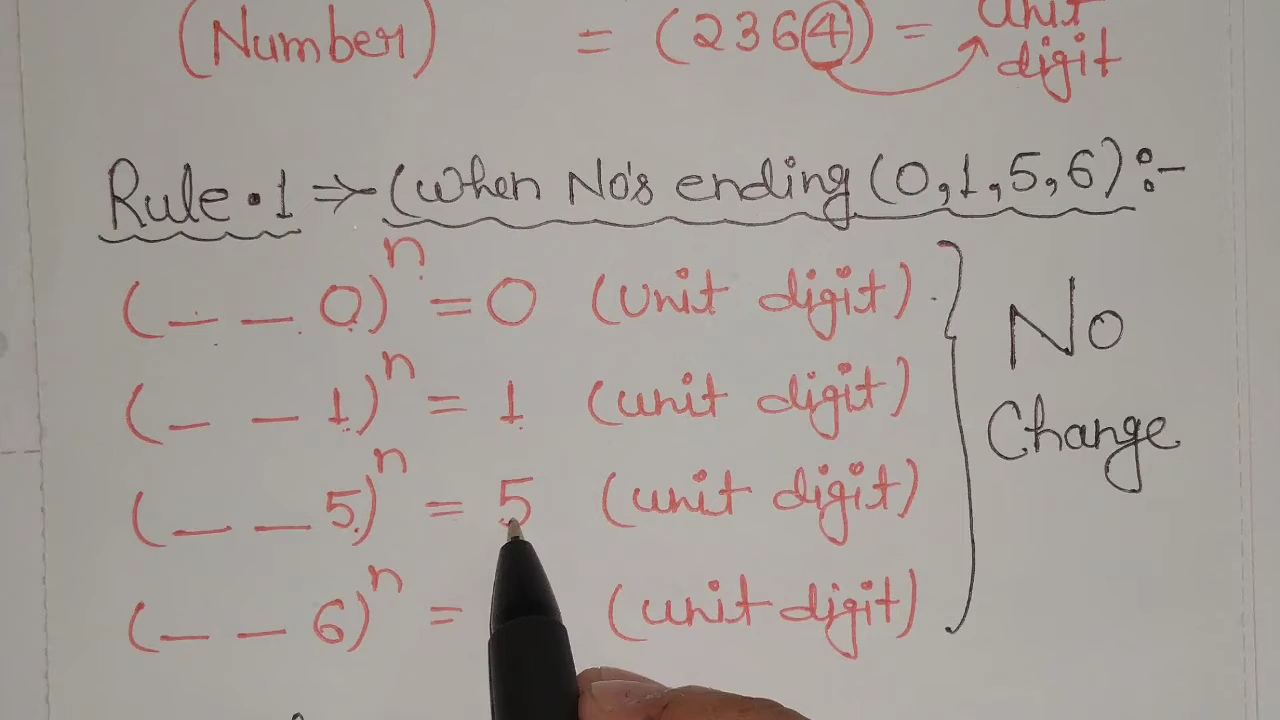 (Number) = (2364) = unit
digit
Rule.1 ⇒ (when No's ending (0,1,5,6) :-
(_ _ 0)ⁿ = 0 (Unit digit).
(_ _ 1)ⁿ = 1 (unit digit)
(_ _ 5)ⁿ = 5 (unit digit)
(_ _ 6)ⁿ = (unit digit)
No
Change